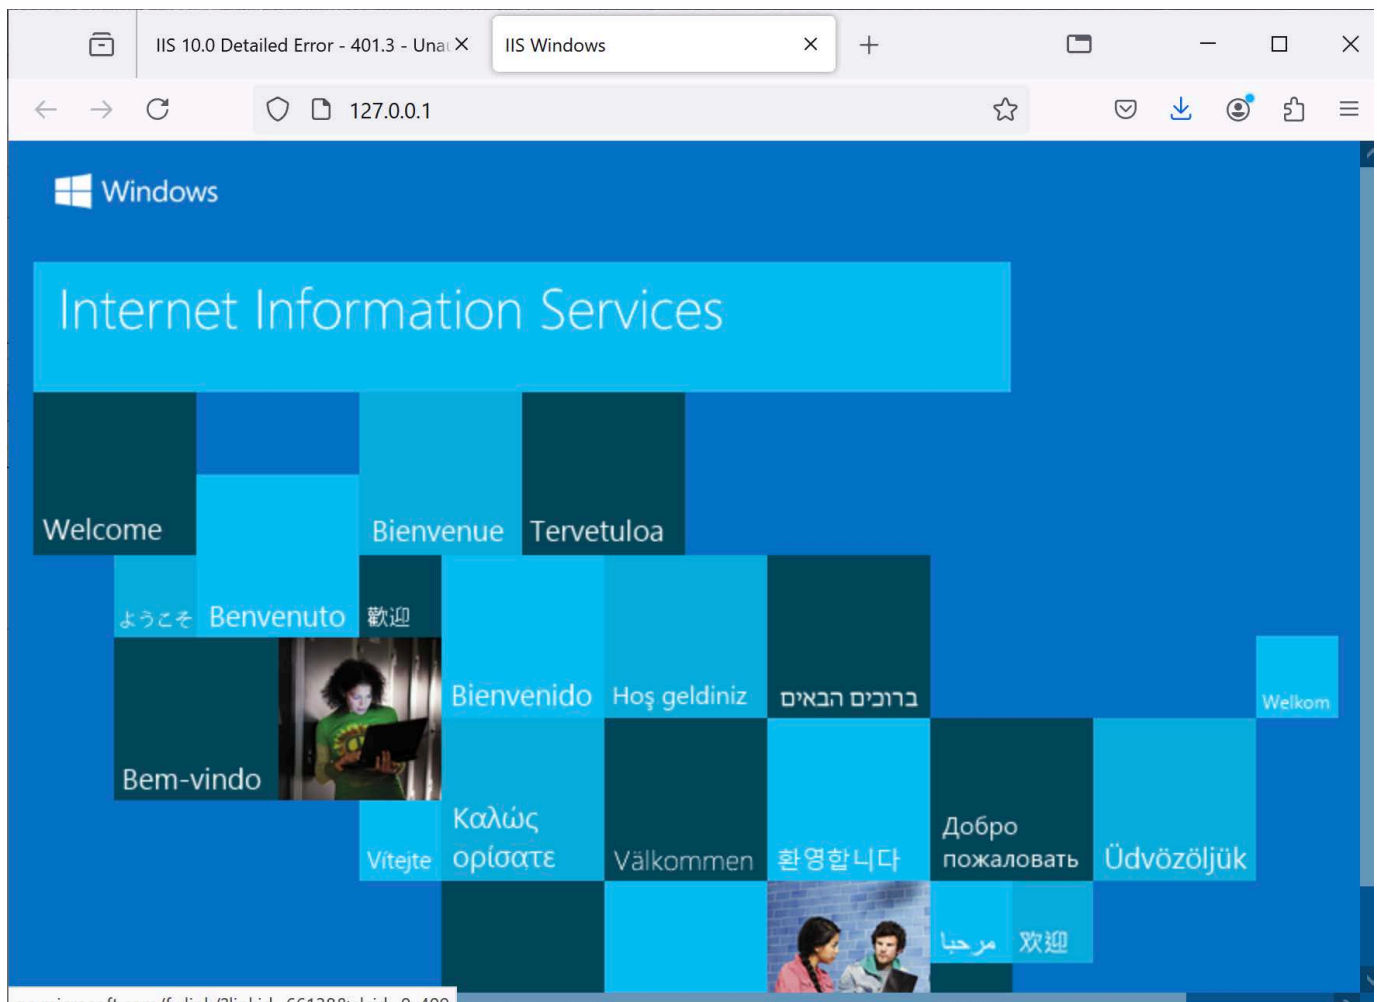 IIS 10.0 Detailed Error - 401.3 - Una
IIS Windows
127.0.0.1
Windows
Internet Information Services
Welcome
Bienvenue
Tervetuloa
ようこそ
Benvenuto
歡迎
Bienvenido
Hoş geldiniz
ברוכים הבאים
Welkom
Bem-vindo
Vítejte
Καλώς
ορίσατε
Välkommen
환영합니다
Добро
пожаловать
Üdvözöljük
مرحبا
欢迎